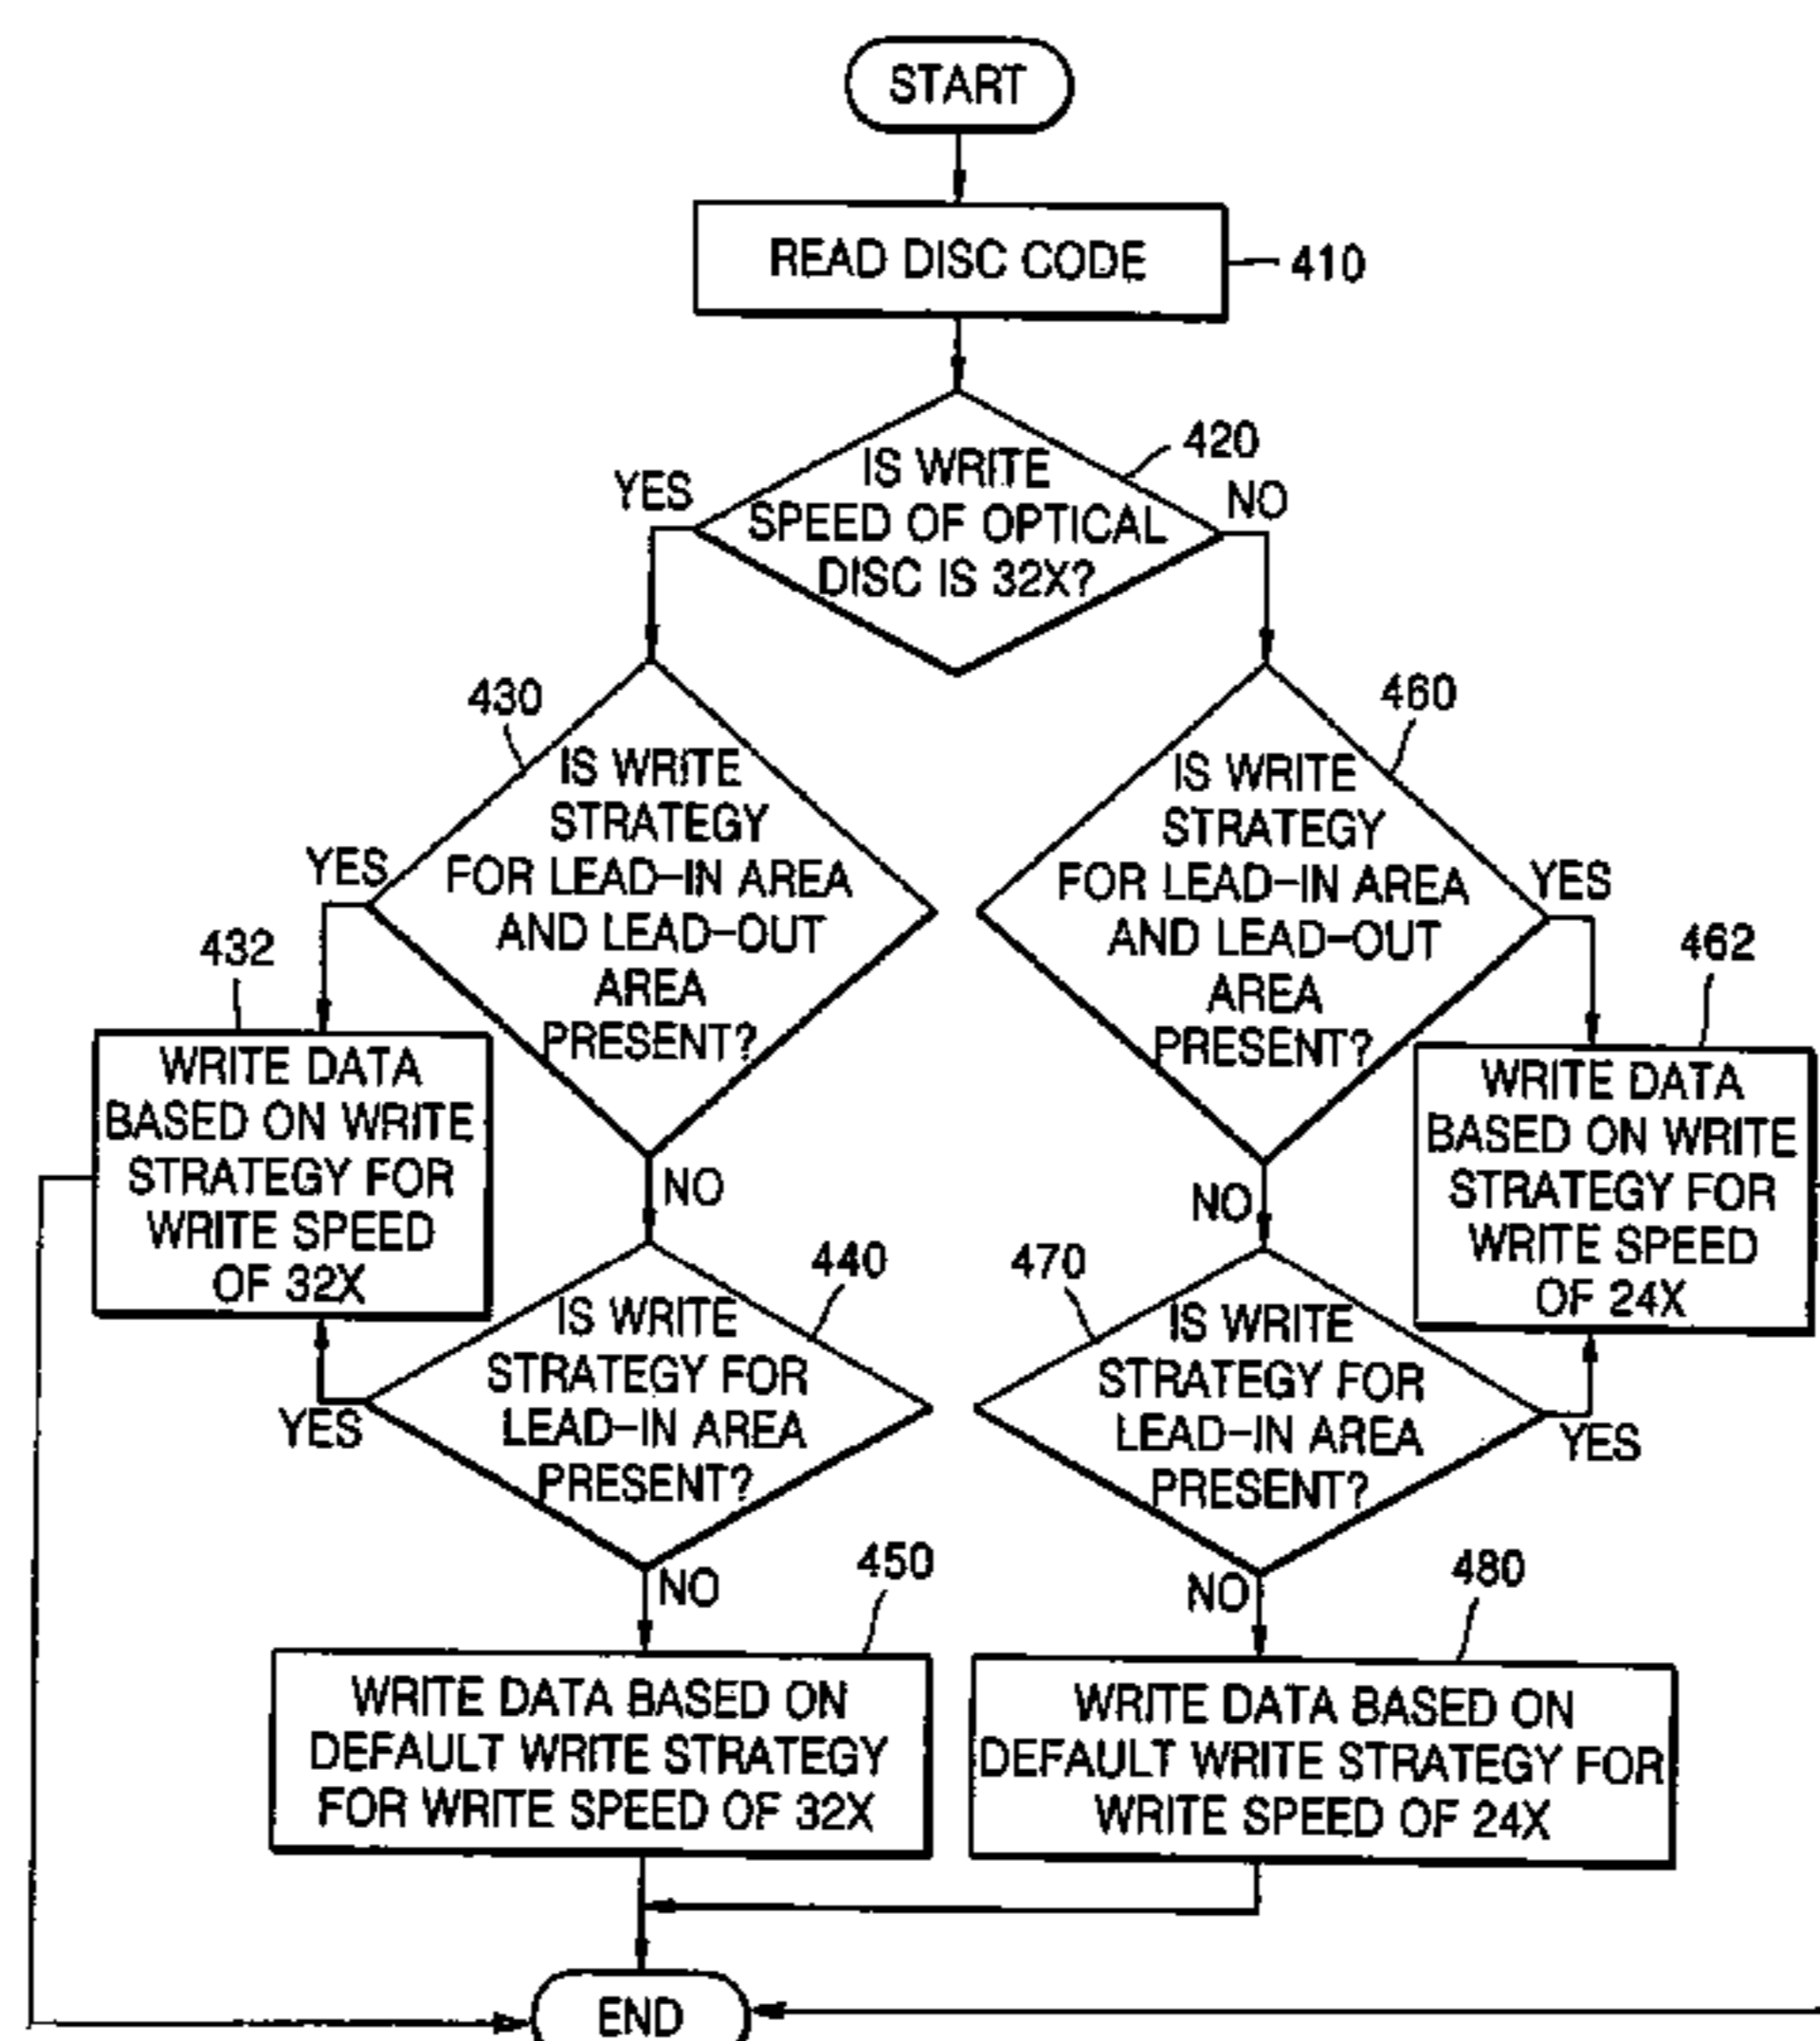 START
READ DISC CODE
410
IS WRITE
SPEED OF OPTICAL
DISC IS 32X?
420
YES
NO
430
IS WRITE
STRATEGY
FOR LEAD-IN AREA
AND LEAD-OUT
AREA
PRESENT?
YES
NO
460
IS WRITE
STRATEGY
FOR LEAD-IN AREA
AND LEAD-OUT
AREA
PRESENT?
YES
NO
432
WRITE DATA
BASED ON WRITE
STRATEGY FOR
WRITE SPEED
OF 32X
462
WRITE DATA
BASED ON WRITE
STRATEGY FOR
WRITE SPEED
OF 24X
440
IS WRITE
STRATEGY FOR
LEAD-IN AREA
PRESENT?
YES
NO
470
IS WRITE
STRATEGY FOR
LEAD-IN AREA
PRESENT?
YES
NO
450
WRITE DATA BASED ON
DEFAULT WRITE STRATEGY
FOR WRITE SPEED OF 32X
480
WRITE DATA BASED ON
DEFAULT WRITE STRATEGY FOR
WRITE SPEED OF 24X
END